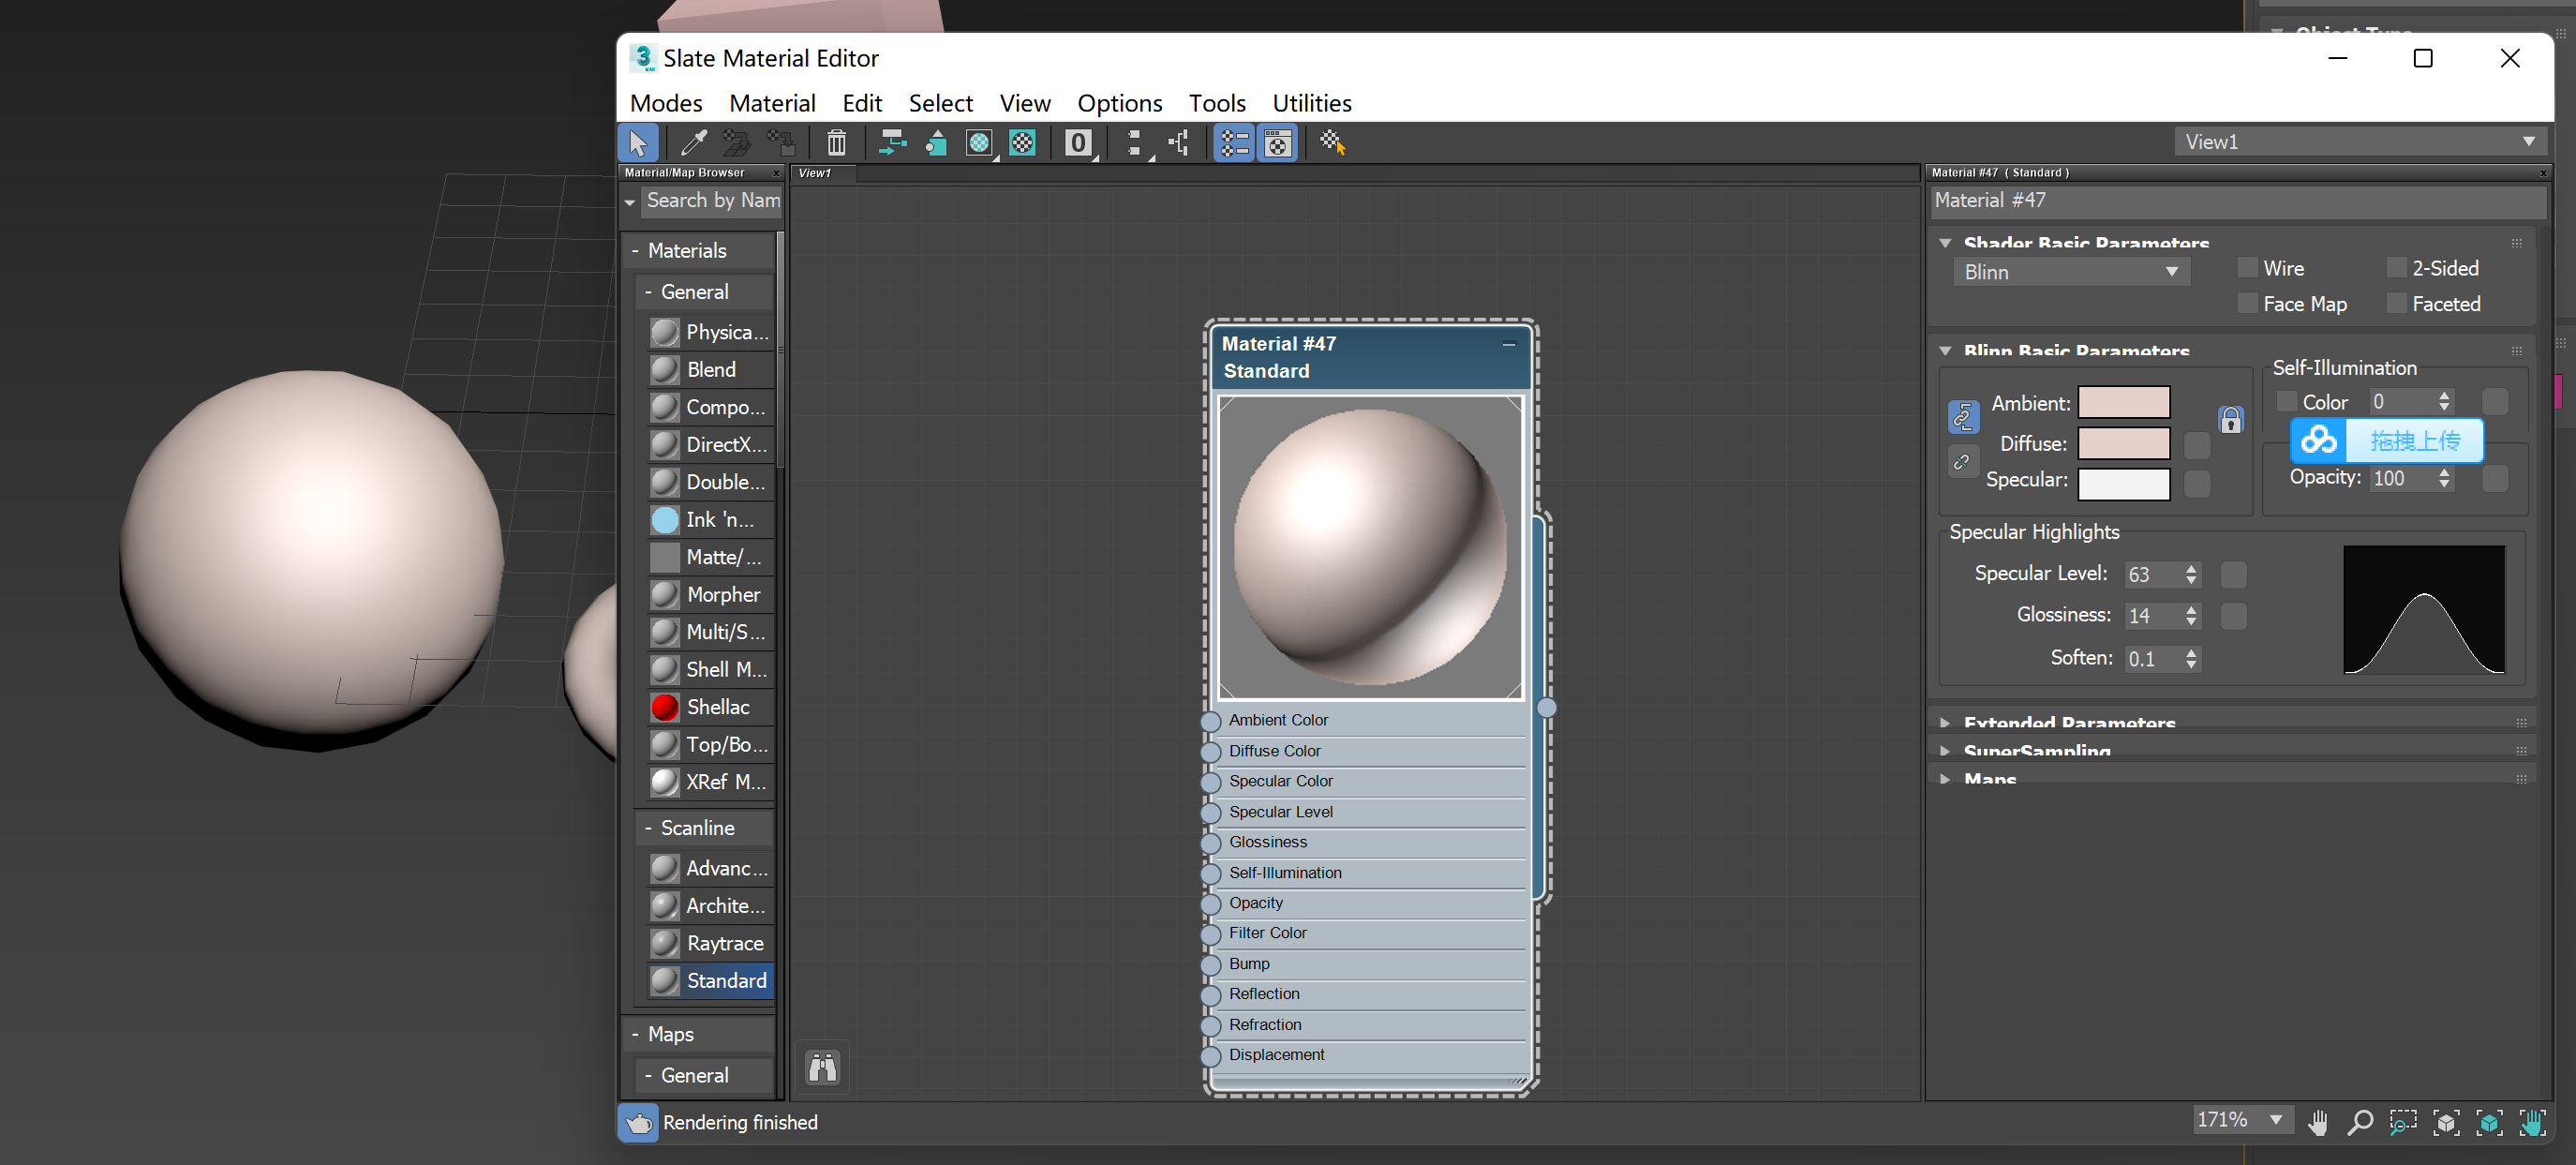 Object Type
Slate Material Editor
Modes Material Edit Select View Options Tools Utilities
0
View1
Material/Map Browser
Search by Nam
- Materials
- General
Physica...
Blend
Compo...
DirectX...
Double...
Ink 'n...
Matte/ ...
Morpher
Multi/S...
Shell M...
Shellac
Top/Bo...
XRef M...
- Scanline
Advanc...
Archite...
Raytrace
Standard
- Maps
- General
View1
Material #47
Standard
Ambient Color
Diffuse Color
Specular Color
Specular Level
Glossiness
Self-Illumination
Opacity
Filter Color
Bump
Reflection
Refraction
Displacement
Material #47 ( Standard )
Material #47
Shader Basic Parameters
Blinn
Wire
2-Sided
Face Map
Faceted
Blinn Basic Parameters
Ambient:
Diffuse:
Specular:
Self-Illumination
Color 0
拖拽上传
Opacity: 100
Specular Highlights
Specular Level: 63
Glossiness: 14
Soften: 0.1
Extended Parameters
SuperSampling
Maps
Rendering finished
171%